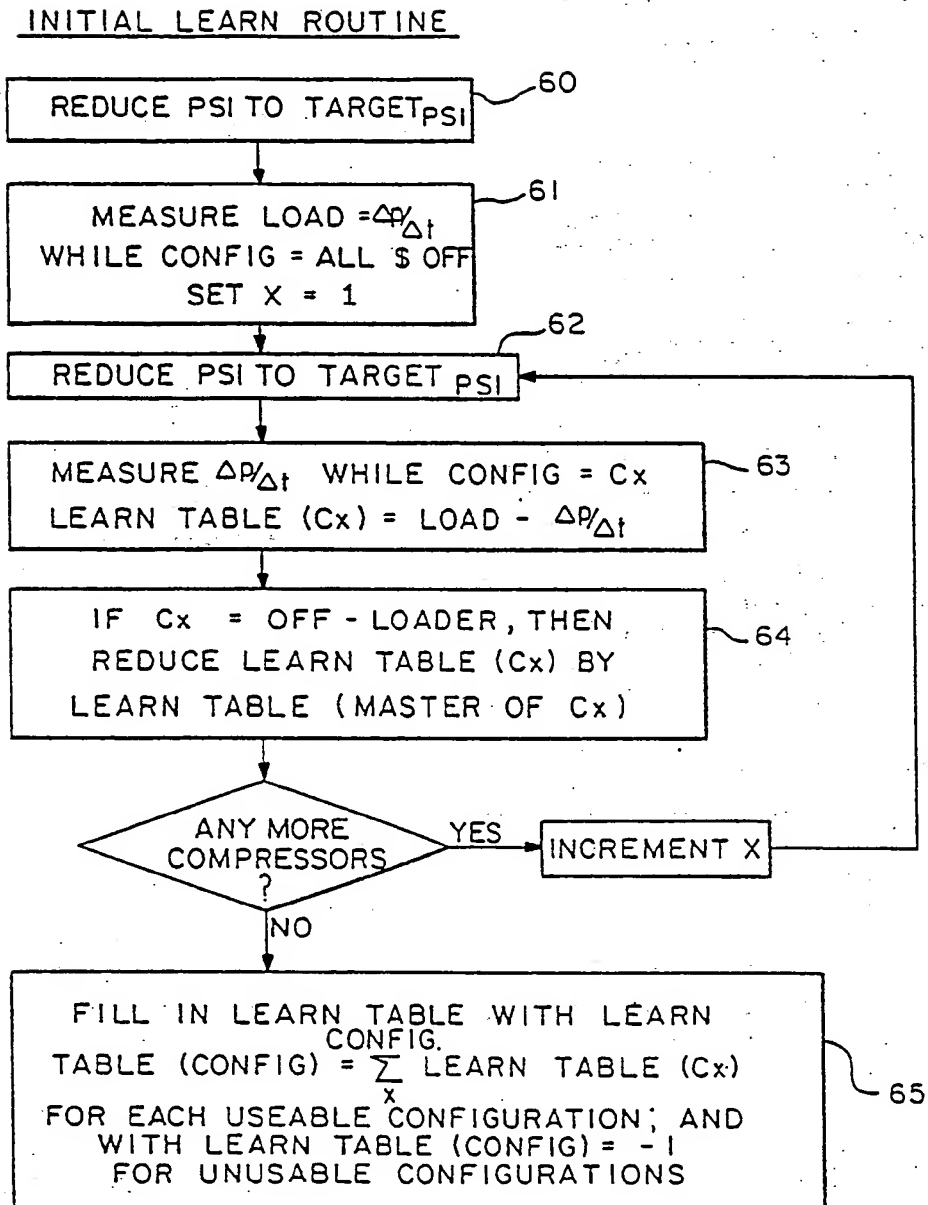 INITIAL LEARN ROUTINE
REDUCE PSI TO TARGET PSI
60
MEASURE LOAD = ΔP/Δt
WHILE CONFIG = ALL $ OFF
SET X = 1
61
REDUCE PSI TO TARGET PSI
62
MEASURE ΔP/Δt WHILE CONFIG = Cx
LEARN TABLE (Cx) = LOAD - ΔP/Δt
63
IF Cx = OFF - LOADER, THEN
REDUCE LEARN TABLE (Cx) BY
LEARN TABLE (MASTER OF Cx)
64
ANY MORE
COMPRESSORS
?
YES
INCREMENT X
NO
FILL IN LEARN TABLE WITH LEARN
CONFIG.
TABLE (CONFIG) = Σ LEARN TABLE (Cx)
X
FOR EACH USEABLE CONFIGURATION; AND
WITH LEARN TABLE (CONFIG) = -1
FOR UNUSABLE CONFIGURATIONS
65